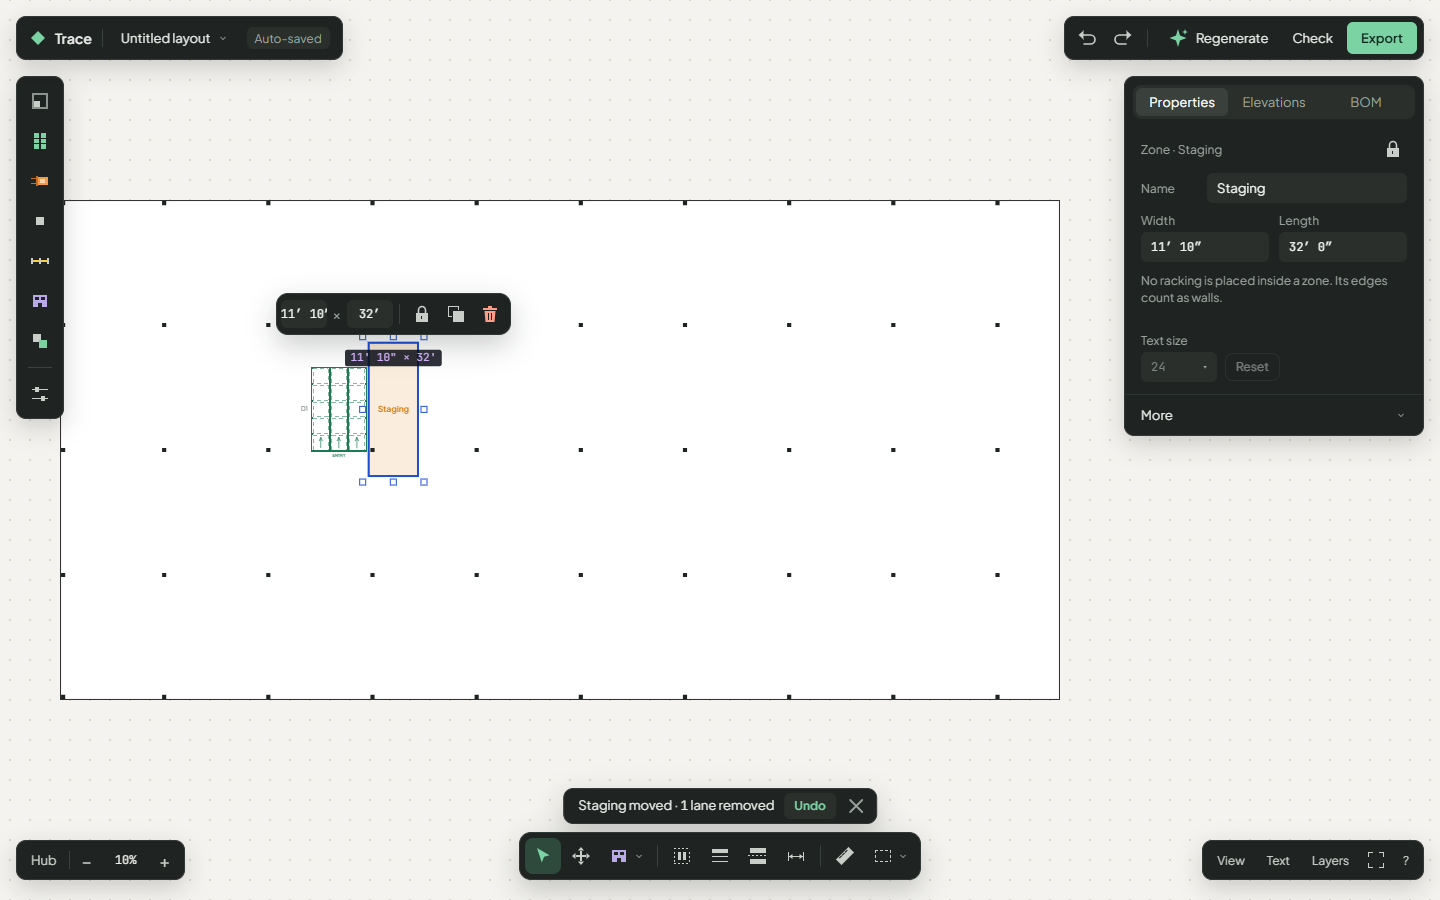 Trace
Untitled layout
Auto-saved
Regenerate
Check
Export
Properties
Elevations
BOM
Zone · Staging
Name
Staging
Width
Length
11′ 10″
32′ 0″
No racking is placed inside a zone. Its edges
count as walls.
Text size
24
Reset
More
11′ 10″
×
32′
11' 10" × 32'
D1
Staging
ENTRY
Staging moved · 1 lane removed
Undo
Hub
−
10%
+
View
Text
Layers
?